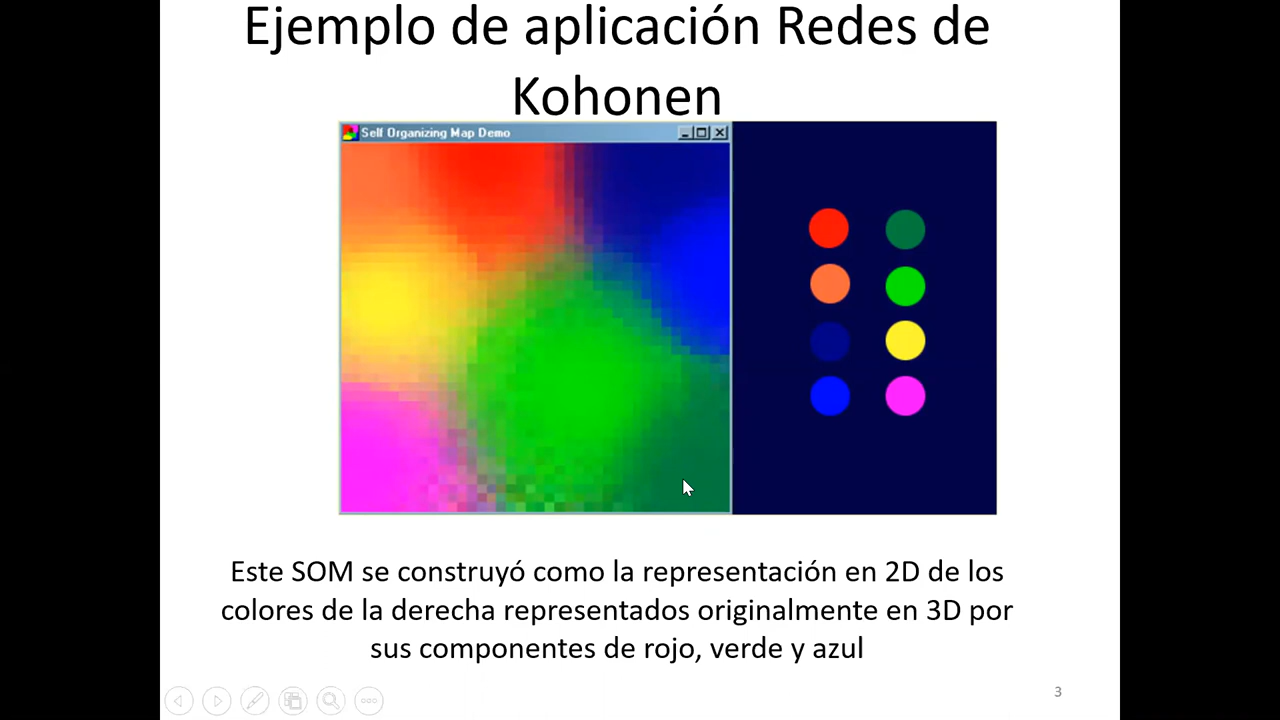 Ejemplo de aplicación Redes de
Kohonen
Self Organizing Map Demo
Este SOM se construyó como la representación en 2D de los
colores de la derecha representados originalmente en 3D por
sus componentes de rojo, verde y azul
3